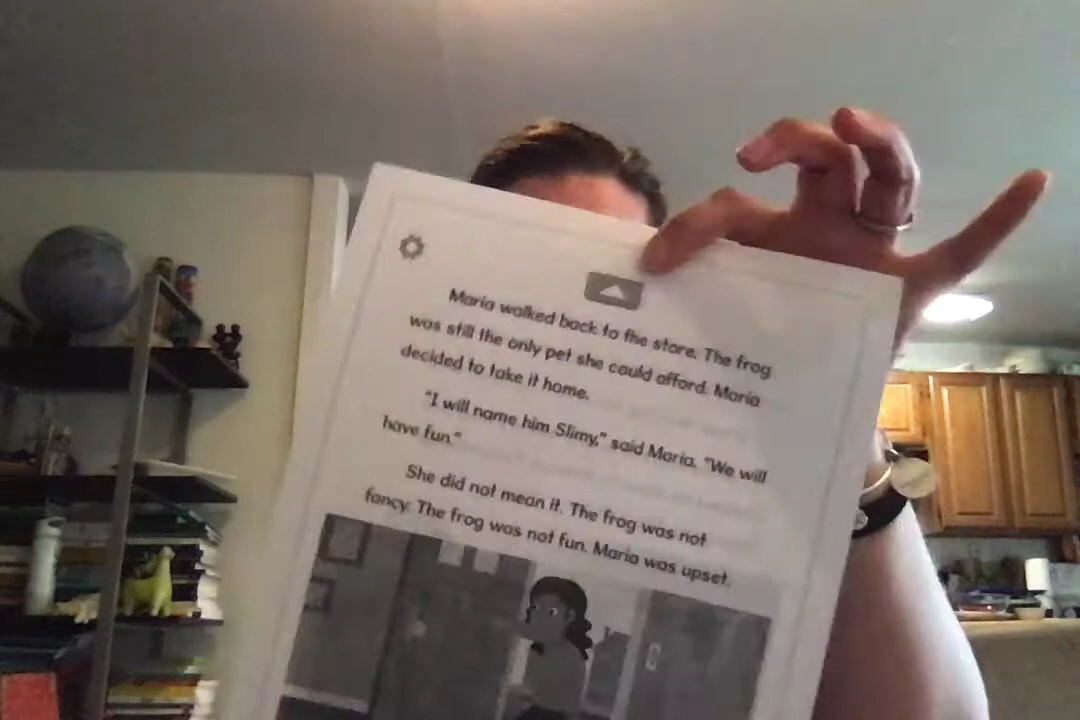 Maria walked back to the store. The frog
was still the only pet she could afford. Maria
decided to take it home.
"I will name him Slimy," said Maria. "We will
have fun."
She did not mean it. The frog was not
fancy. The frog was not fun. Maria was upset.